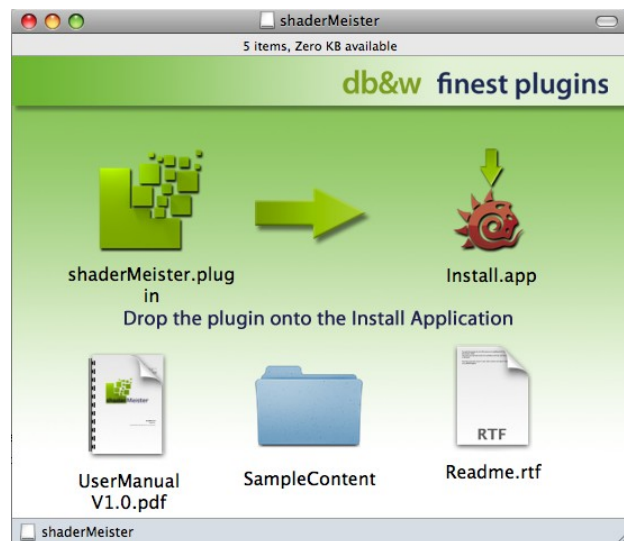 shaderMeister
5 items, Zero KB available
db&w finest plugins
shaderMeister.plug
in
Install.app
Drop the plugin onto the Install Application
shaderMeister
RTF
UserManual
V1.0.pdf
SampleContent
Readme.rtf
shaderMeister